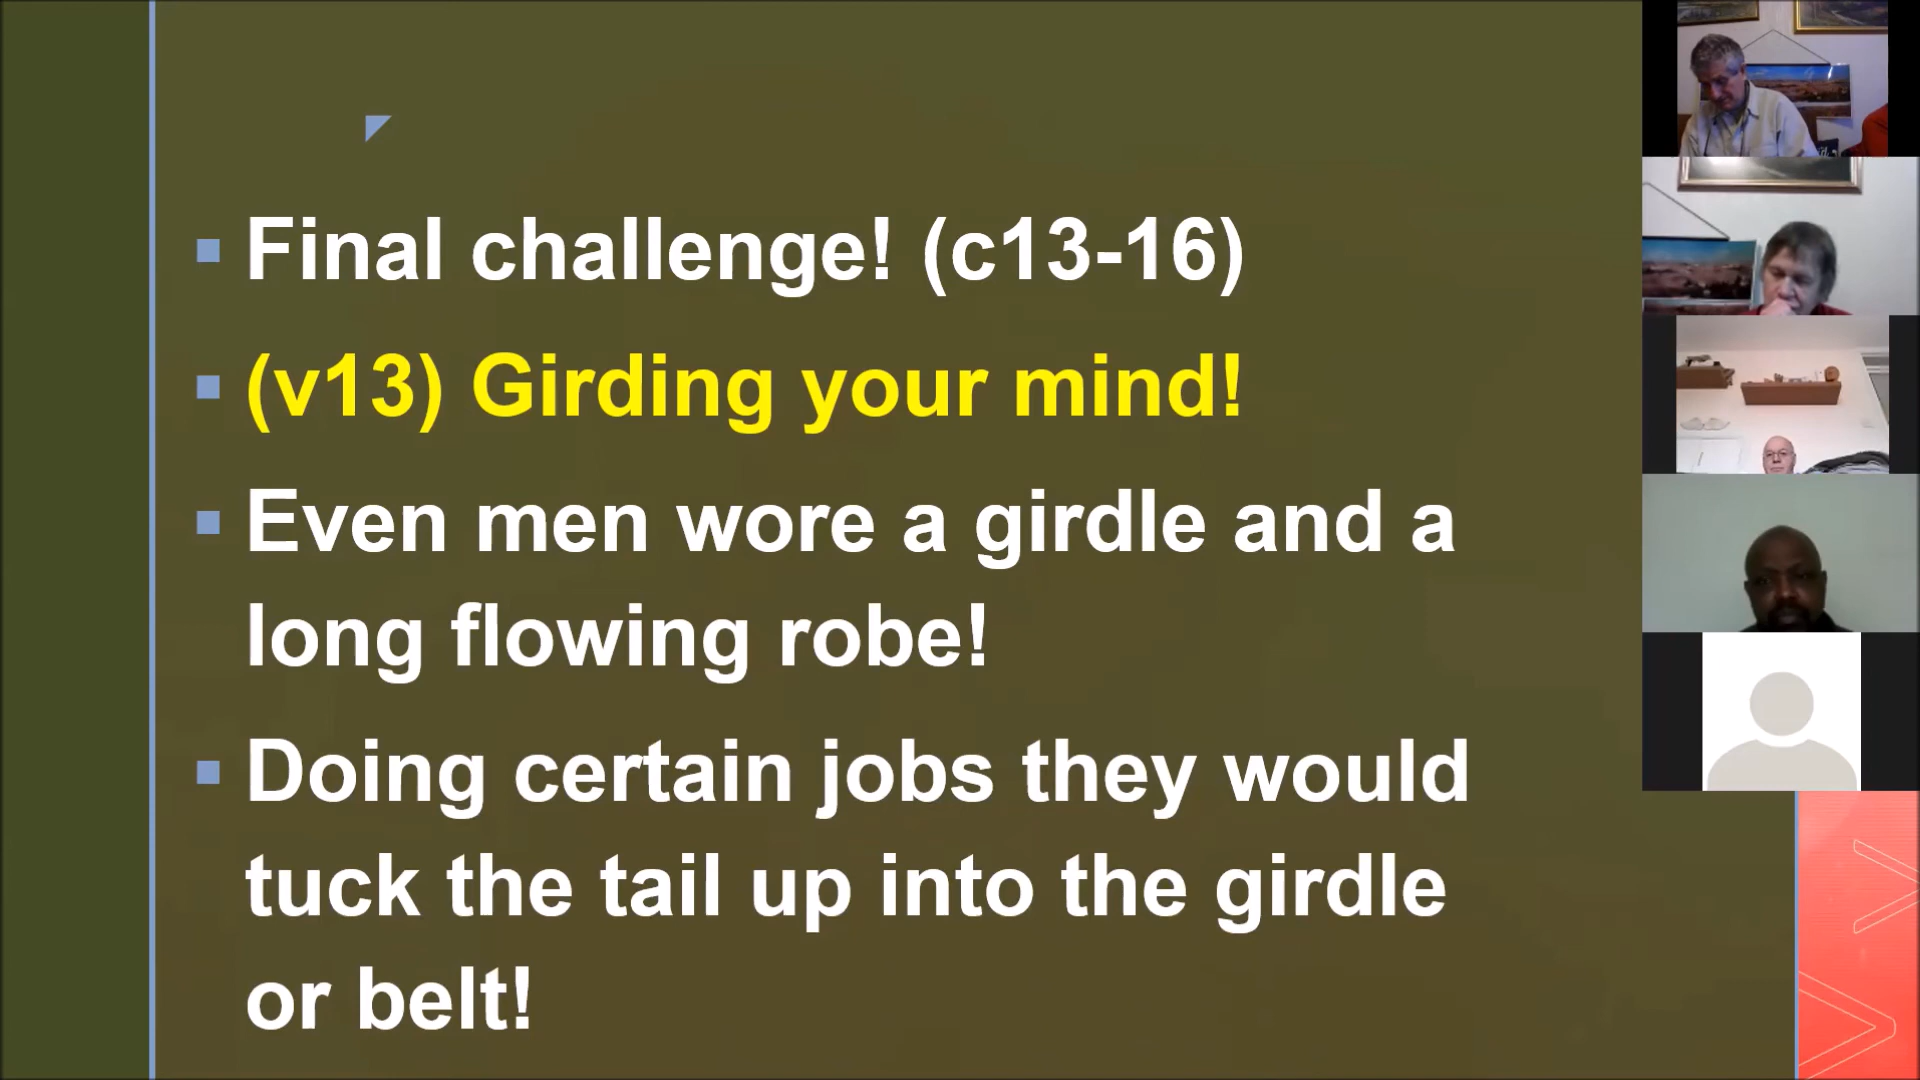 Final challenge! (c13-16)
(v13) Girding your mind!
Even men wore a girdle and a
long flowing robe!
Doing certain jobs they would
tuck the tail up into the girdle
or belt!